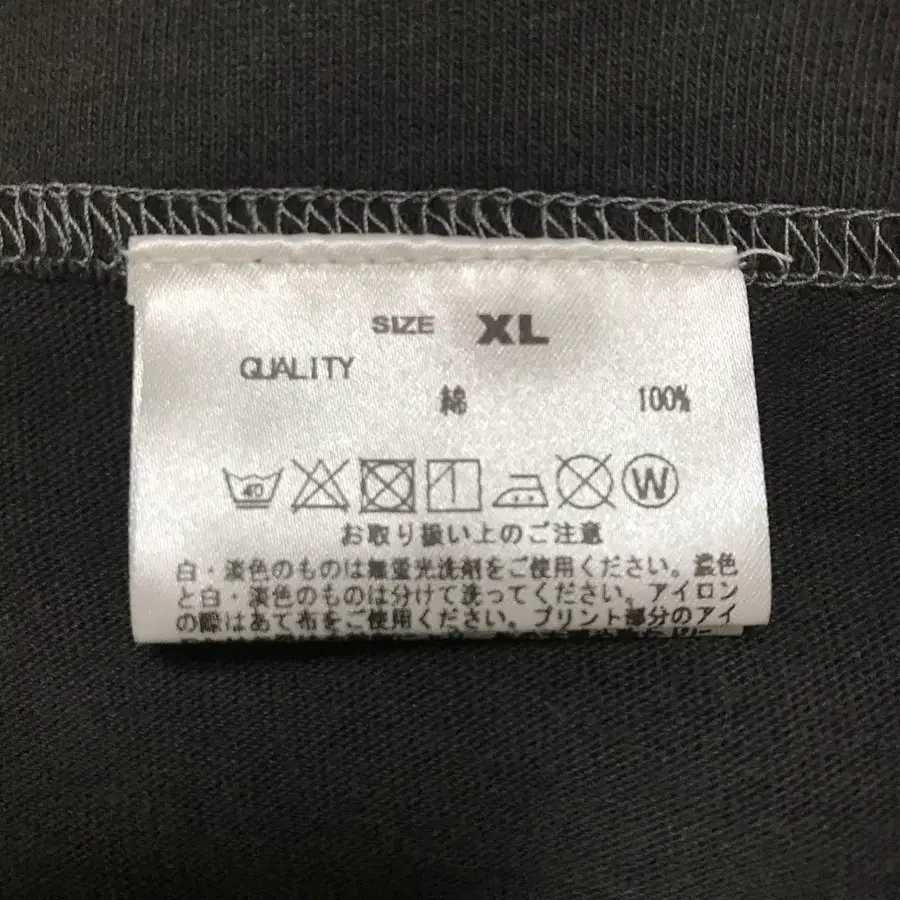 SIZE XL
QUALITY
綿 100%
40
W
お取り扱い上のご注意
白・淡色のものは無蛍光洗剤をご使用ください。濃色
と白・淡色のものは分けて洗ってください。アイロン
の際はあて布をご使用ください。プリント部分のアイ